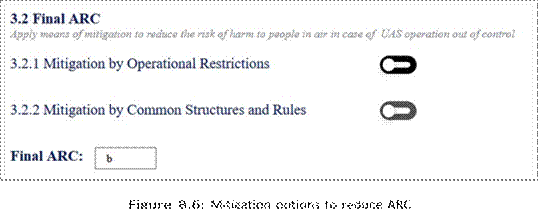 3.2 Final ARC
Apply means of mitigation to reduce the risk of harm to people in air in case of UAS operation out of control
3.2.1 Mitigation by Operational Restrictions
3.2.2 Mitigation by Common Structures and Rules
Final ARC: b
Figure 8.6: Mitigation options to reduce ARC